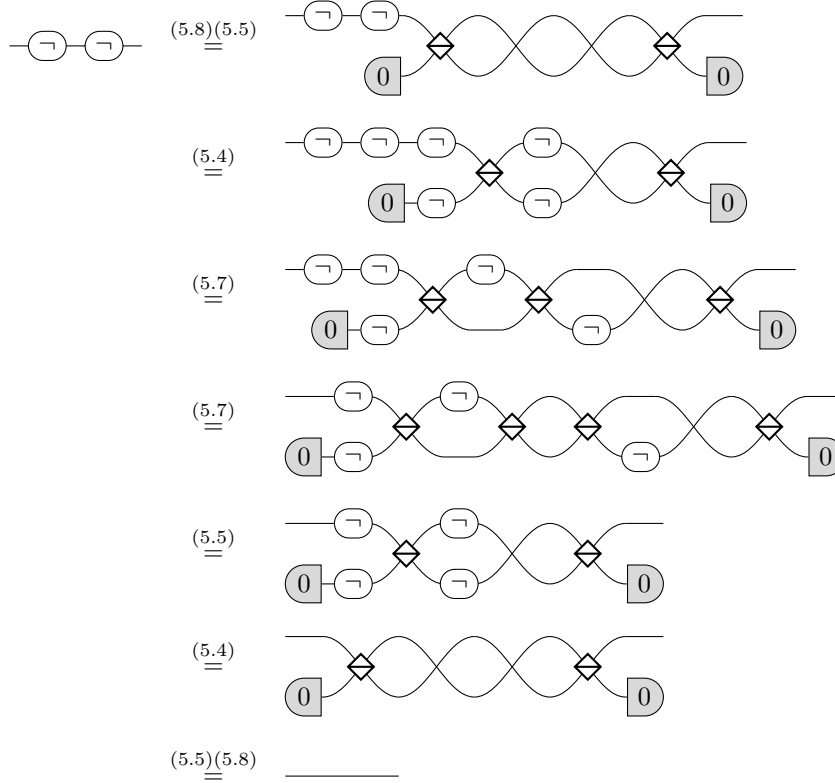 ¬ ¬ (5.8)(5.5) = ¬ ¬ 0 0
(5.4) = ¬ ¬ ¬ ¬ 0 ¬ ¬ 0
(5.7) = ¬ ¬ ¬ 0 ¬ ¬ 0
(5.7) = ¬ ¬ 0 ¬ ¬ 0
(5.5) = ¬ ¬ 0 ¬ ¬ 0
(5.4) = 0 0
(5.5)(5.8) =